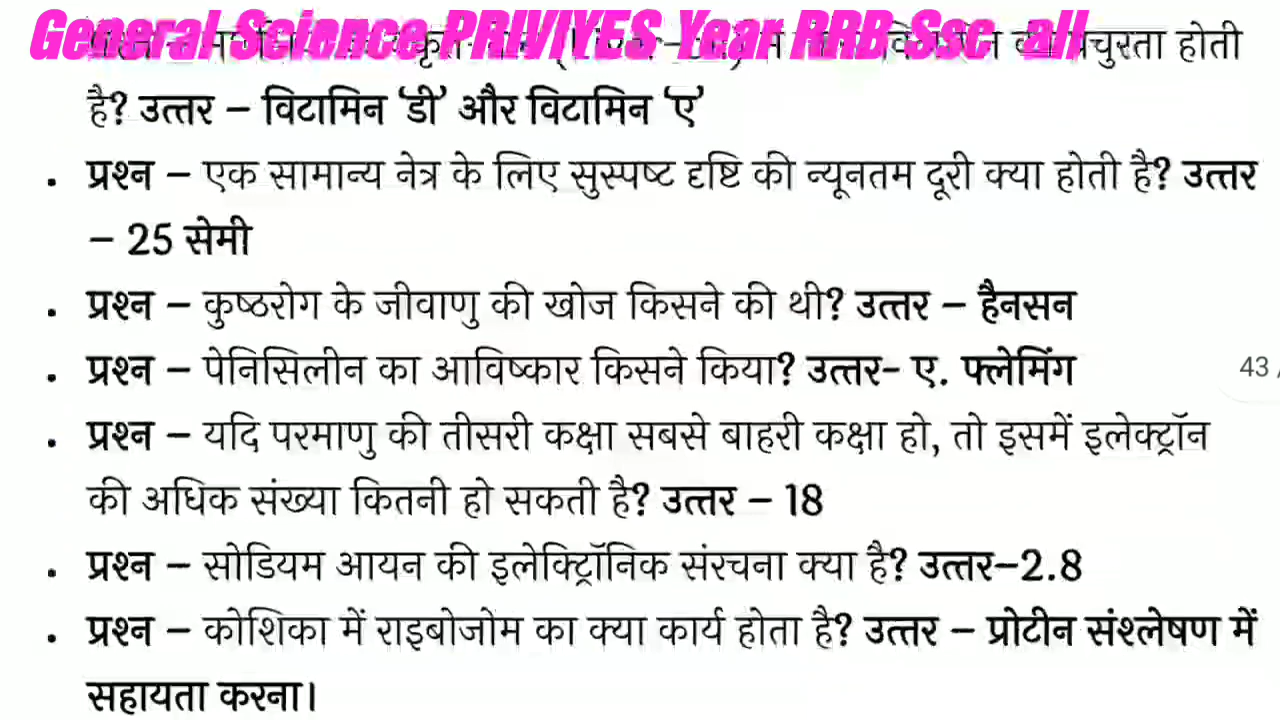 General Science PRIVIYES Year RRB Ssc all
चुरता होती
है? उत्तर – विटामिन ‘डी’ और विटामिन ‘ए’
• प्रश्न – एक सामान्य नेत्र के लिए सुस्पष्ट दृष्टि की न्यूनतम दूरी क्या होती है? उत्तर
– 25 सेमी
• प्रश्न – कुष्ठरोग के जीवाणु की खोज किसने की थी? उत्तर – हैनसन
• प्रश्न – पेनिसिलीन का आविष्कार किसने किया? उत्तर- ए. फ्लेमिंग
43 /
• प्रश्न – यदि परमाणु की तीसरी कक्षा सबसे बाहरी कक्षा हो, तो इसमें इलेक्ट्रॉन
की अधिक संख्या कितनी हो सकती है? उत्तर – 18
• प्रश्न – सोडियम आयन की इलेक्ट्रॉनिक संरचना क्या है? उत्तर–2.8
• प्रश्न – कोशिका में राइबोजोम का क्या कार्य होता है? उत्तर – प्रोटीन संश्लेषण में
सहायता करना।